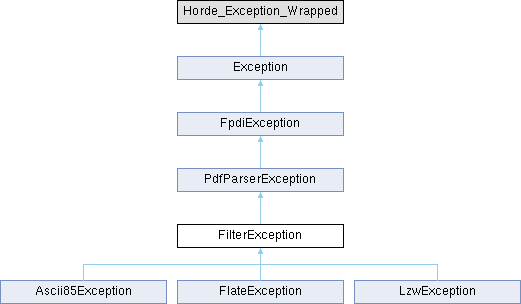 Horde_Exception_Wrapped
Exception
FpdiException
PdfParserException
FilterException
Ascii85Exception
FlateException
LzwException